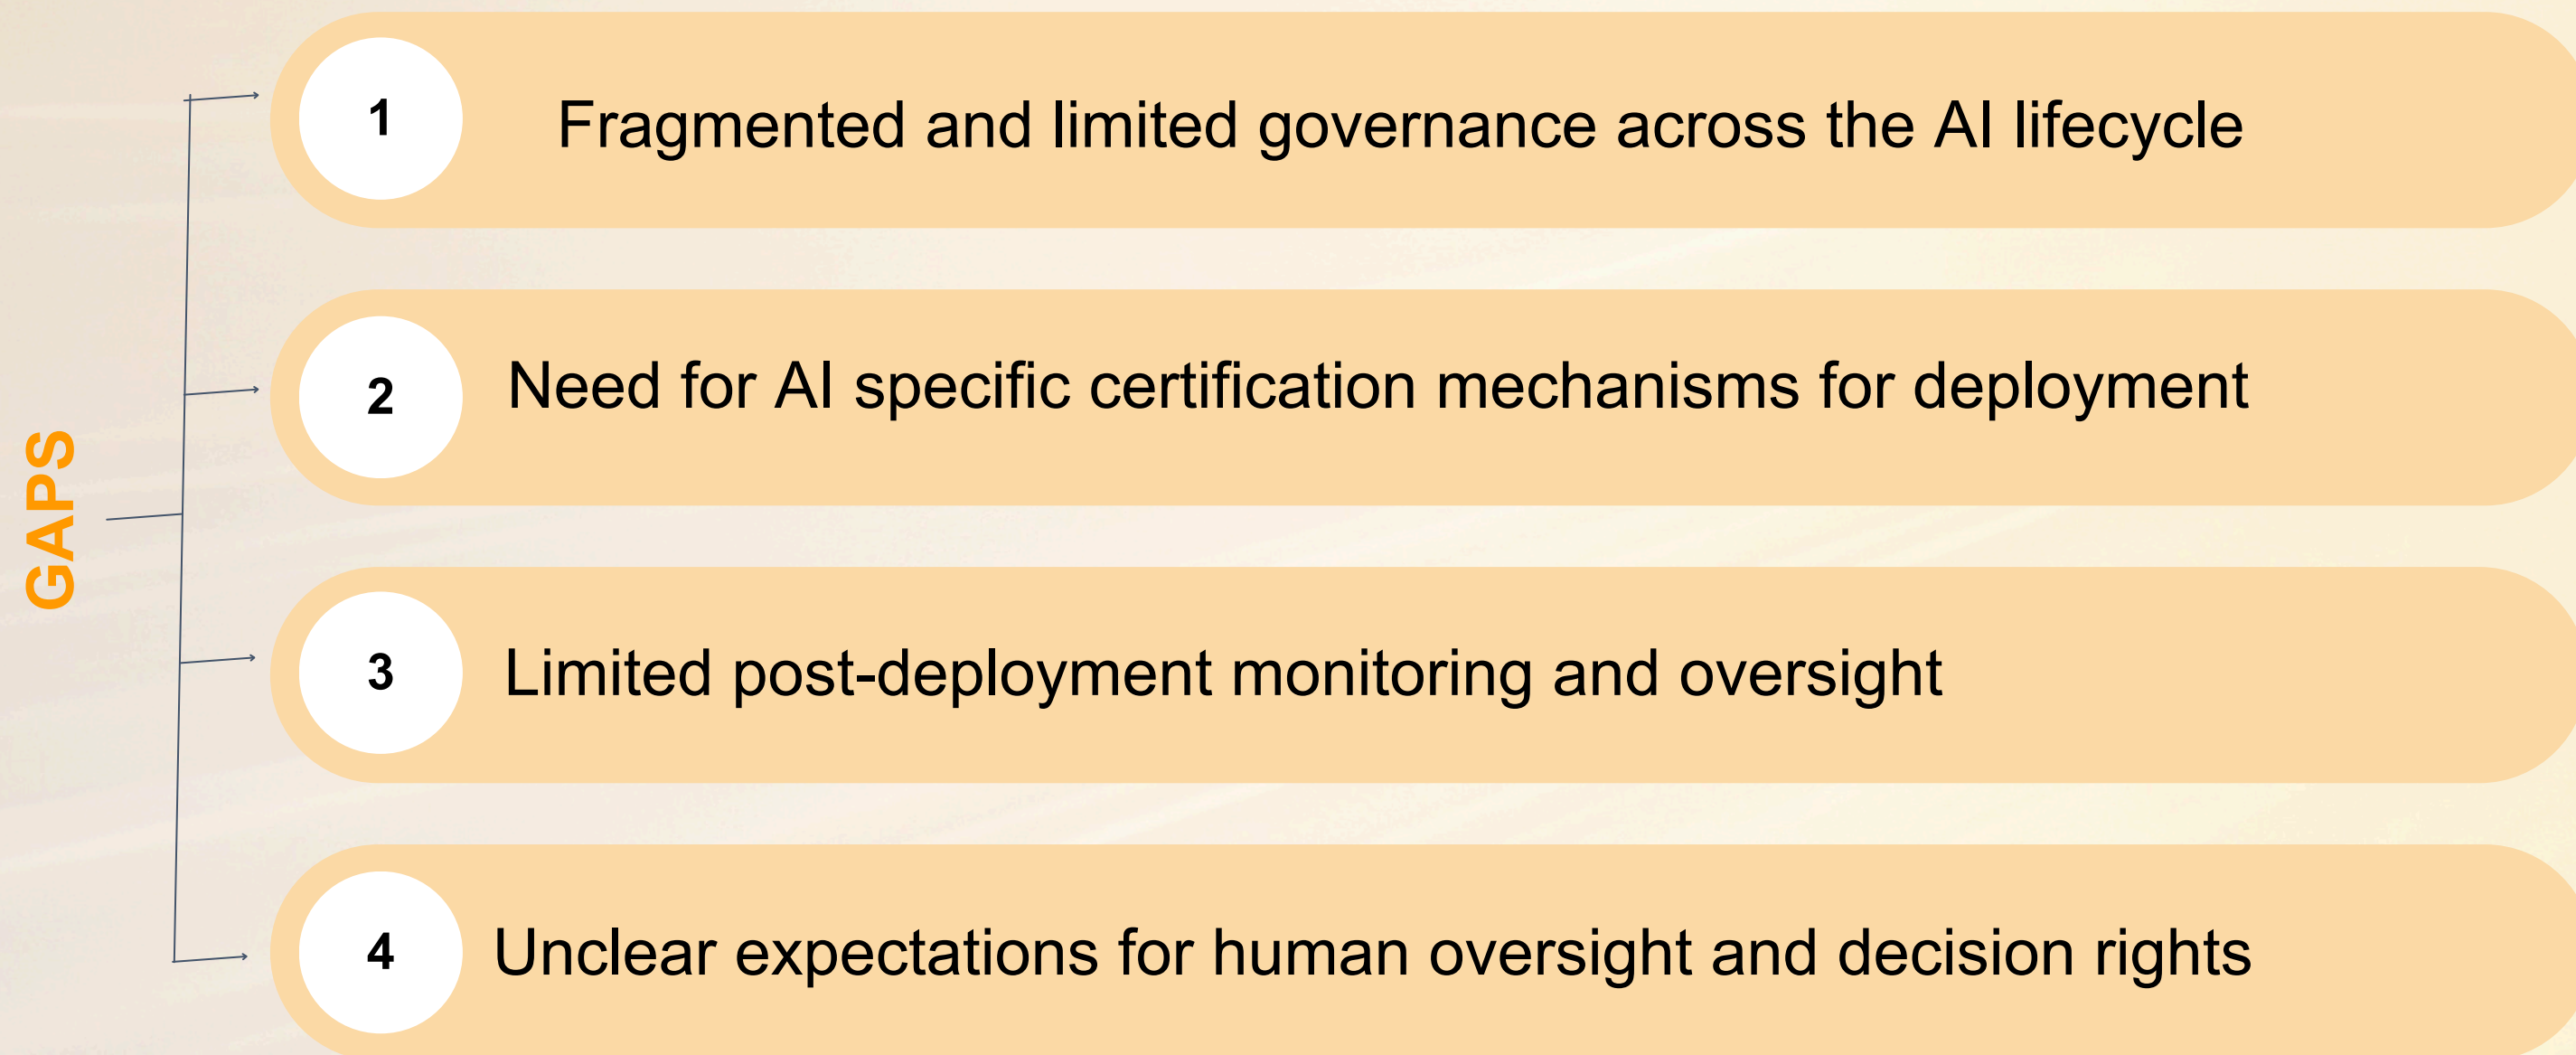 GAPS
1
Fragmented and limited governance across the AI lifecycle
2
Need for AI specific certification mechanisms for deployment
3
Limited post-deployment monitoring and oversight
4
Unclear expectations for human oversight and decision rights